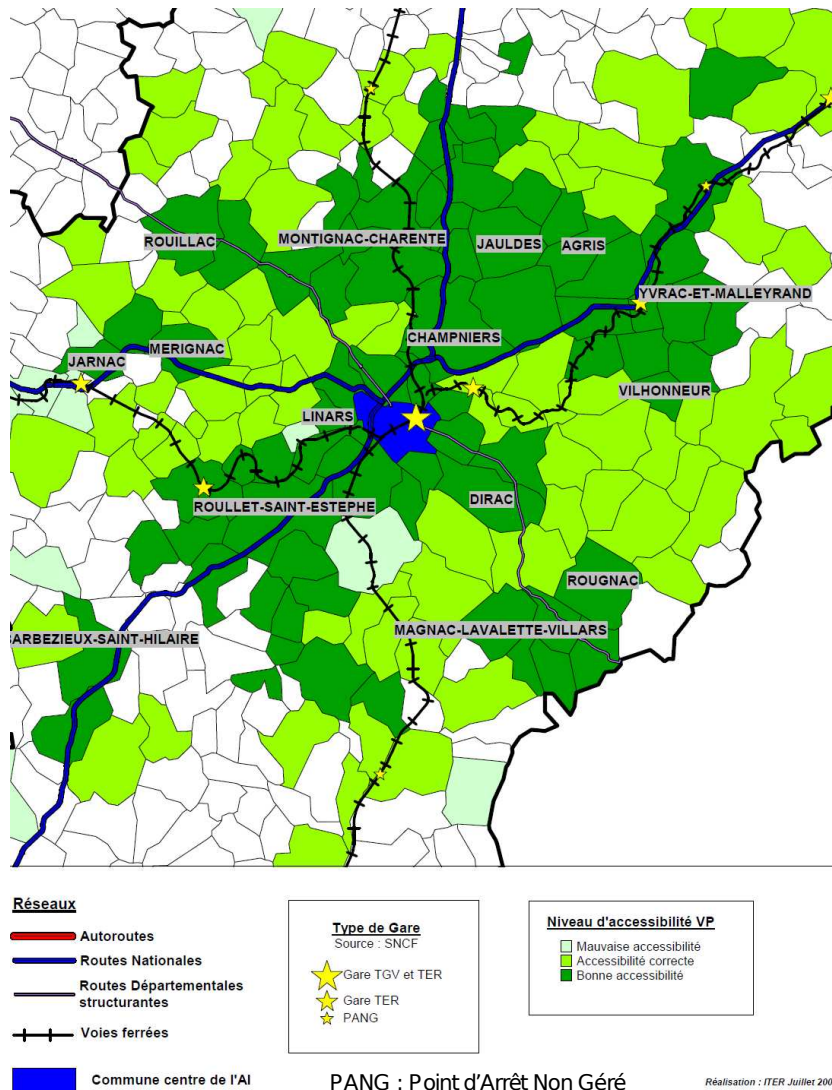 ROUILLAC
MONTIGNAC-CHARENTE
JAULDES
AGRIS
YVRAC-ET-MALLEYRAND
CHAMPNIERS
MERIGNAC
JARNAC
VILHONNEUR
LINARS
DIRAC
ROULLET-SAINT-ESTEPHE
ROUGNAC
MAGNAC-LAVALETTE-VILLARS
ARBEZIEUX-SAINT-HILAIRE
Réseaux
Autoroutes
Routes Nationales
Routes Départementales
structurantes
Voies ferrées
Commune centre de l'AI
Type de Gare
Source : SNCF
Gare TGV et TER
Gare TER
PANG
Niveau d'accessibilité VP
Mauvaise accessibilité
Accessibilité correcte
Bonne accessibilité
PANG : Point d'Arrêt Non Géré
Réalisation : ITER Juillet